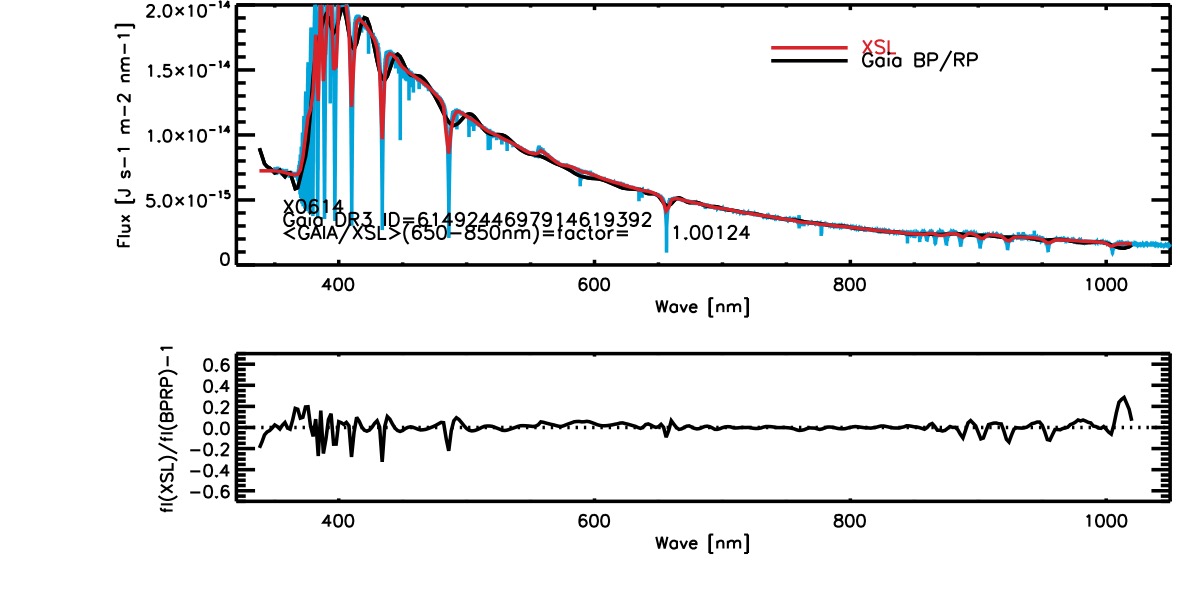 2.0×10−14
1.5×10−14
1.0×10−14
5.0×10−15
0
Flux [J s−1 m−2 nm−1]
XSL
Gaia BP/RP
X0614
Gaia DR3 ID=6149244697914619392
<GAIA/XSL>(650−850nm)=factor= 1.00124
400 600 800 1000
Wave [nm]
0.6
0.4
0.2
0.0
−0.2
−0.4
−0.6
fl(XSL)/fl(BPRP)−1
400 600 800 1000
Wave [nm]